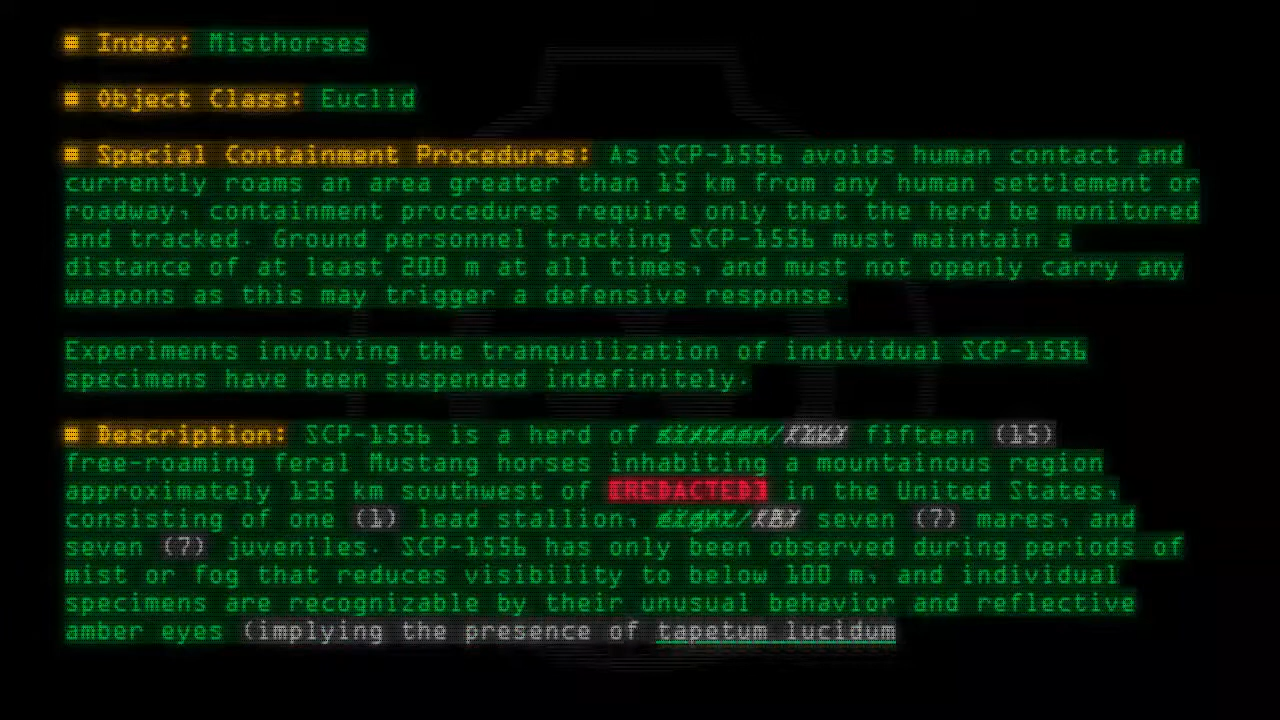 ■ Index: Misthorses
■ Object Class: Euclid
■ Special Containment Procedures: As SCP-1556 avoids human contact and
currently roams an area greater than 15 km from any human settlement or
roadway, containment procedures require only that the herd be monitored
and tracked. Ground personnel tracking SCP-1556 must maintain a
distance of at least 200 m at all times, and must not openly carry any
weapons as this may trigger a defensive response.
Experiments involving the tranquilization of individual SCP-1556
specimens have been suspended indefinitely.
■ Description: SCP-1556 is a herd of fifteen (15)
free-roaming feral Mustang horses inhabiting a mountainous region
approximately 135 km southwest of [REDACTED] in the United States,
consisting of one (1) lead stallion, seven (7) mares, and
seven (7) juveniles. SCP-1556 has only been observed during periods of
mist or fog that reduces visibility to below 100 m, and individual
specimens are recognizable by their unusual behavior and reflective
amber eyes (implying the presence of tapetum lucidum